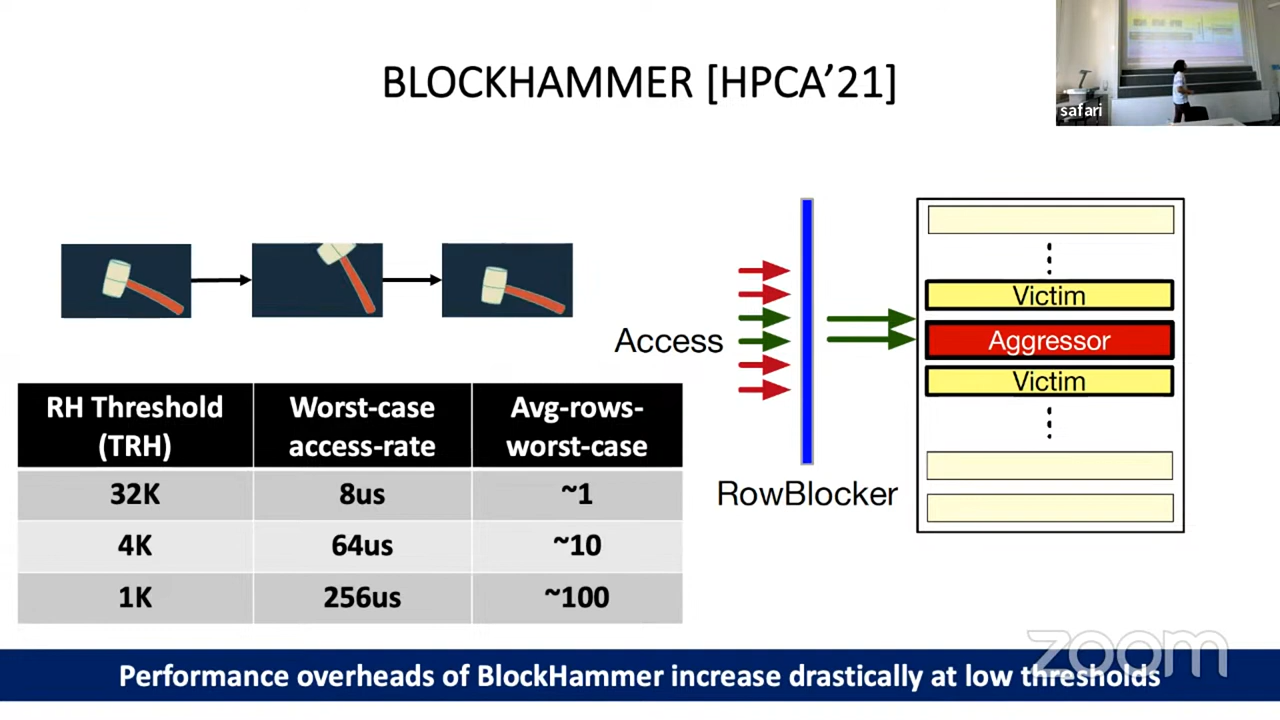 BLOCKHAMMER [HPCA’21]
safari
Access
RowBlocker
Victim
Aggressor
Victim
RH Threshold (TRH) Worst-case access-rate Avg-rows-worst-case
32K 8us ~1
4K 64us ~10
1K 256us ~100
zoom
Performance overheads of BlockHammer increase drastically at low thresholds